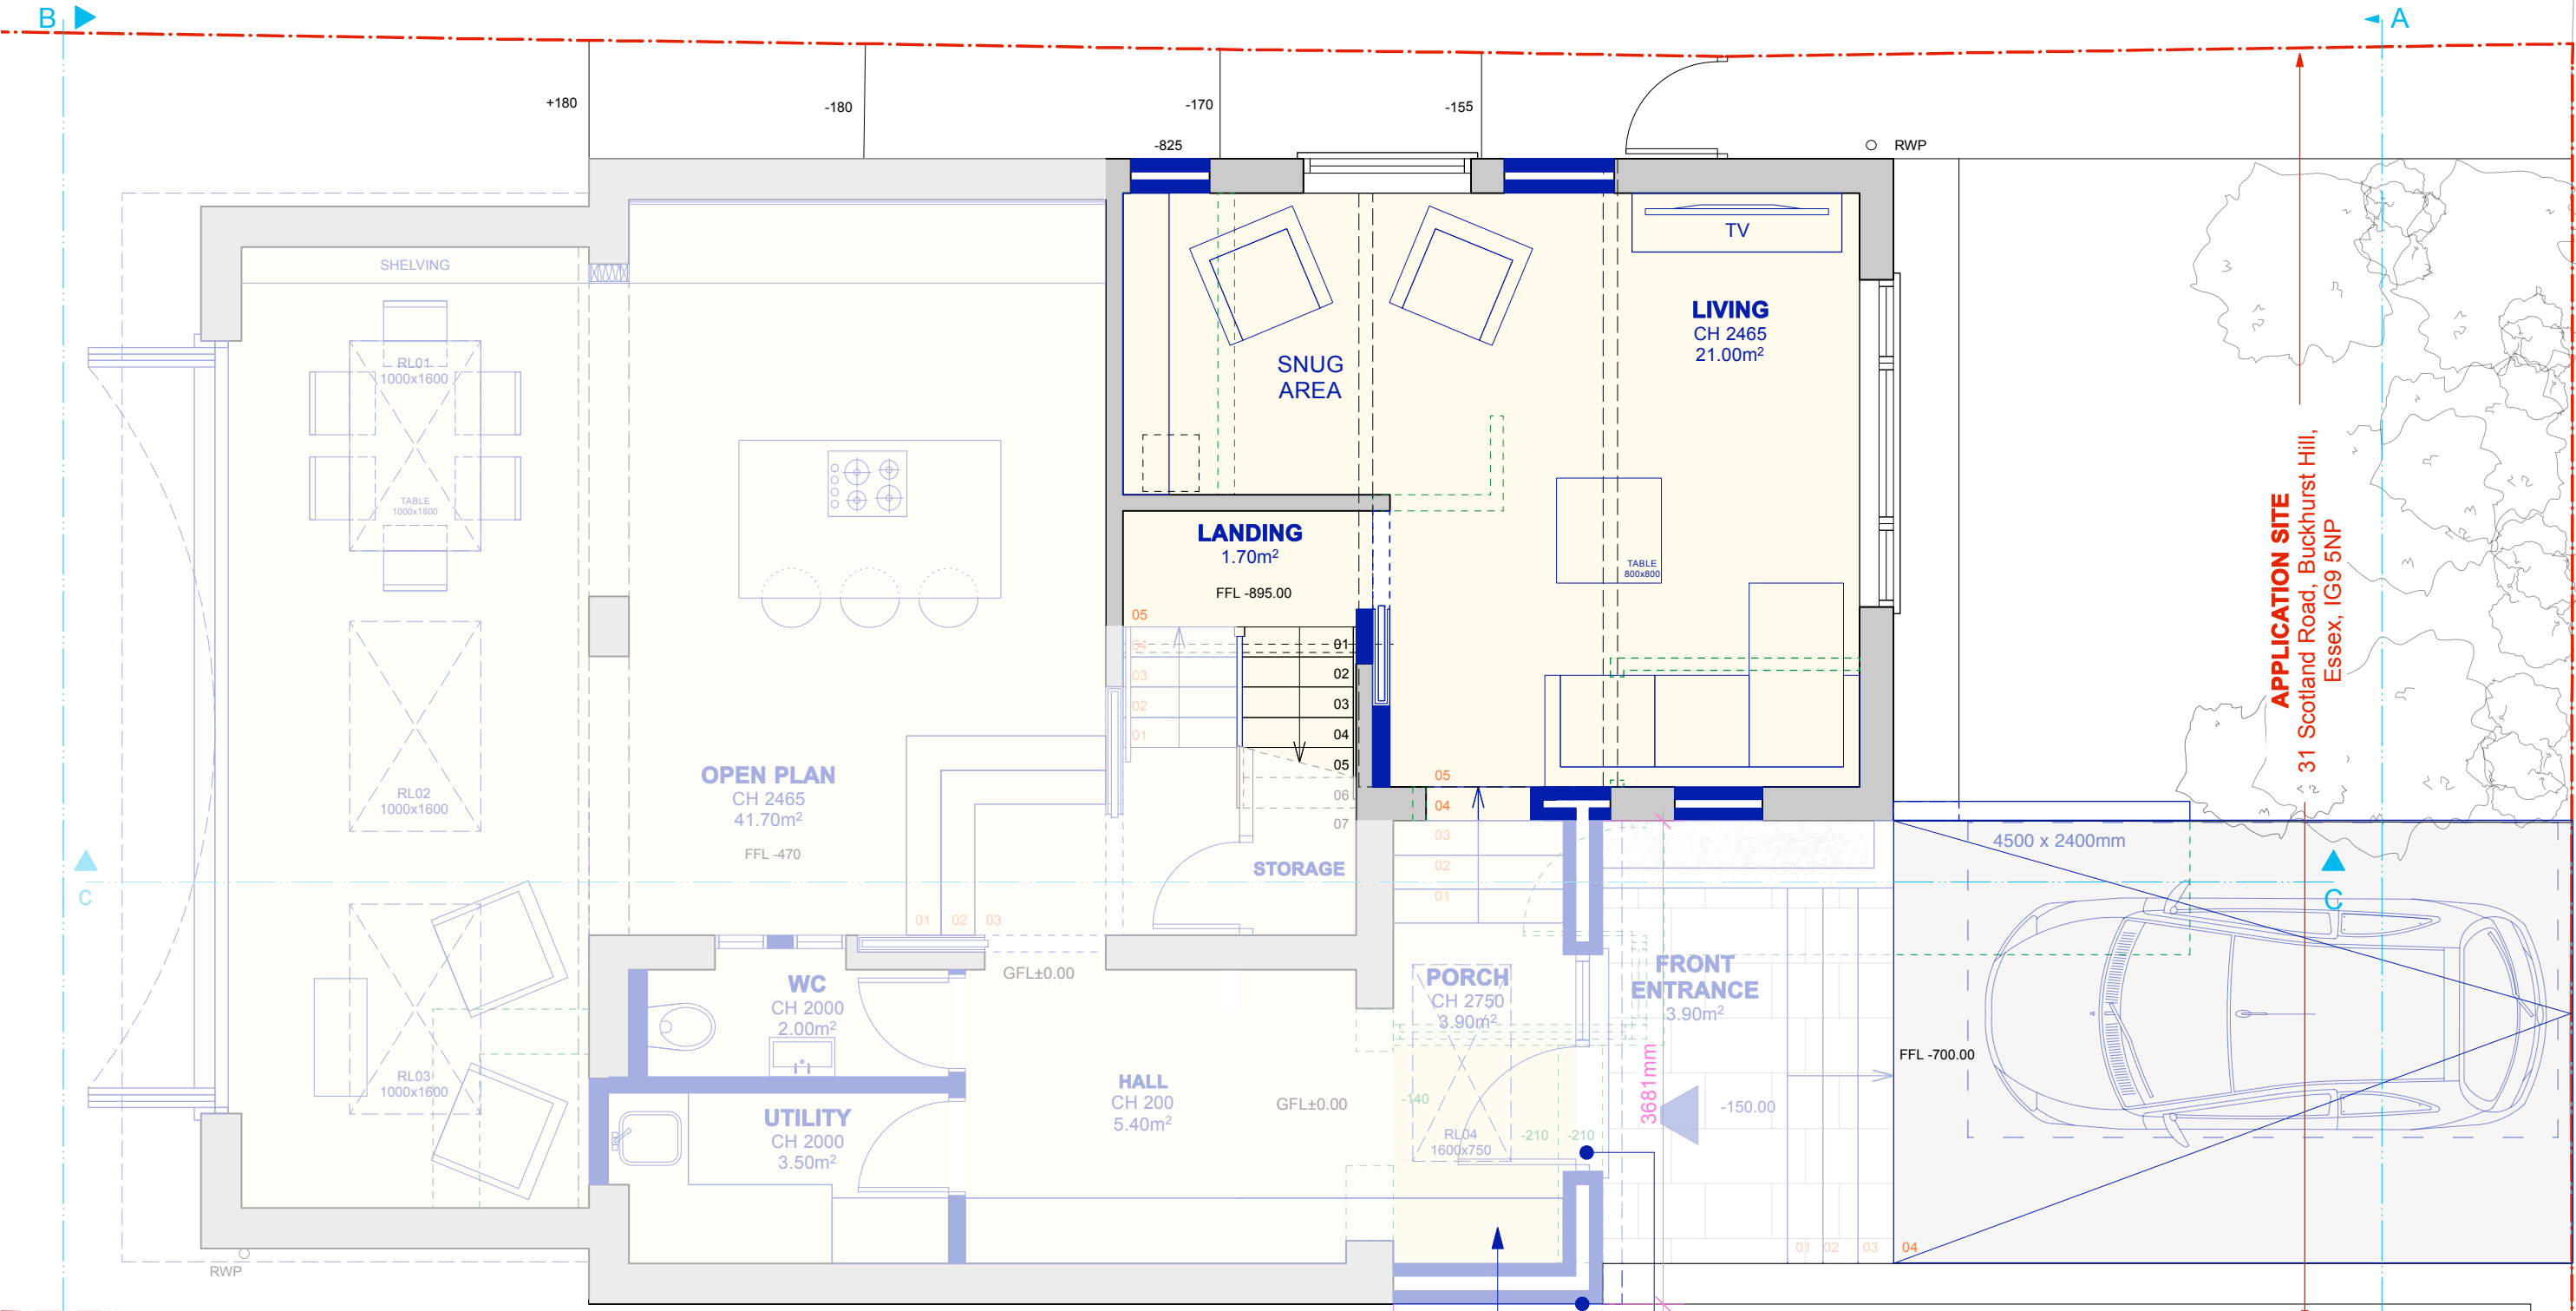 B
A
+180
-180
-170
-155
-825
RWP
SHELVING
TV
RL01
1000x1600
LIVING
CH 2465
21.00m²
SNUG
AREA
TABLE
1000x1800
LANDING
1.70m²
FFL -895.00
TABLE
800x800
APPLICATION SITE
31 Scotland Road, Buckhurst Hill,
Essex, IG9 5NP
05
04
03
02
01
01
02
03
04
05
06
07
OPEN PLAN
CH 2465
41.70m²
FFL -470
RL02
1000x1600
05
04
03
02
01
4500 x 2400mm
STORAGE
C
C
01
02
03
GFL±0.00
WC
CH 2000
2.00m²
PORCH
CH 2750
3.90m²
FRONT
ENTRANCE
3.90m²
FFL -700.00
RL03
1000x1600
HALL
CH 200
5.40m²
GFL±0.00
-140
3681mm
-150.00
UTILITY
CH 2000
3.50m²
RL04
1600x750
-210
-210
01
02
03
04
RWP